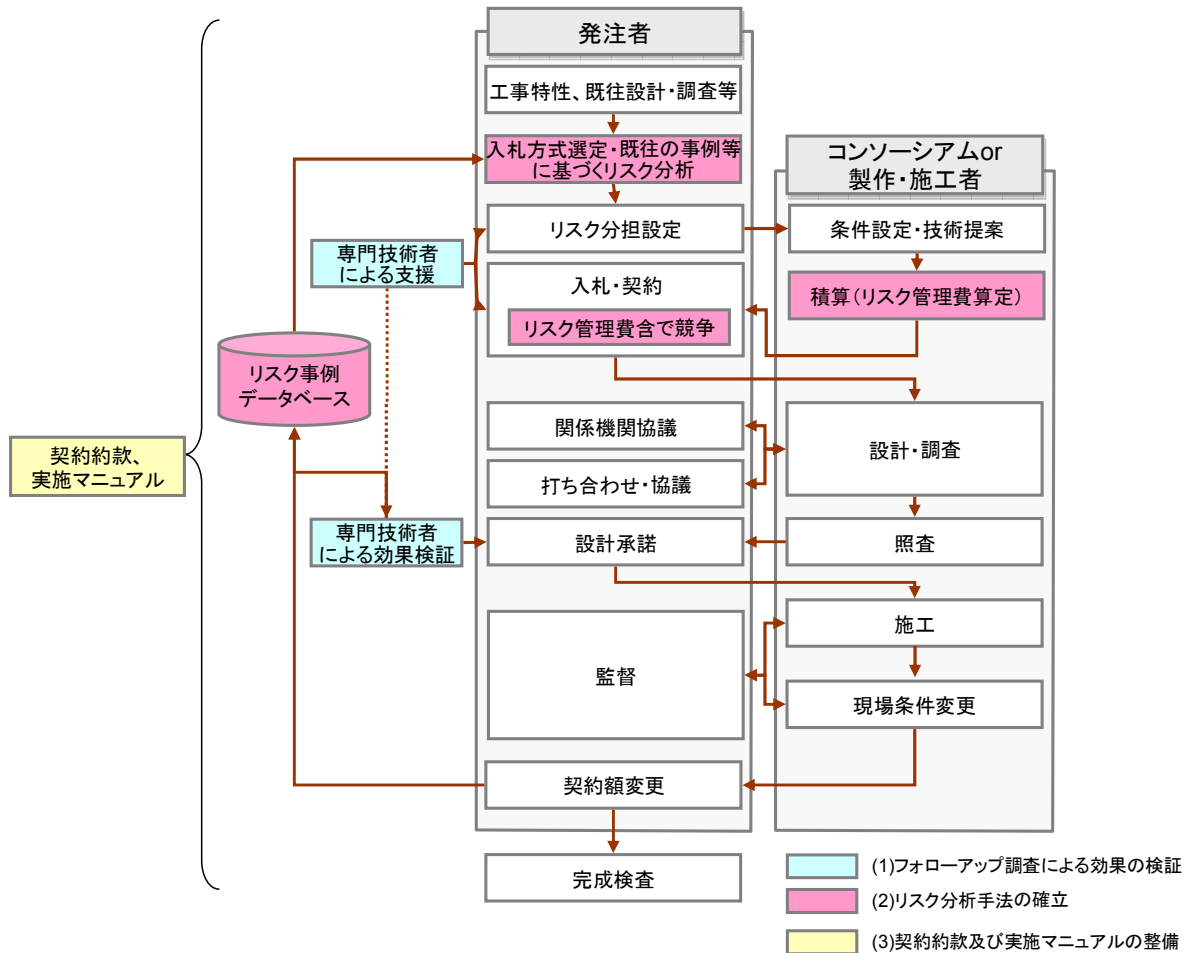 発注者
工事特性、既往設計・調査等
入札方式選定・既往の事例等
に基づくリスク分析
コンソーシアムor
製作・施工者
リスク分担設定
条件設定・技術提案
専門技術者
による支援
入札・契約
積算(リスク管理費算定)
リスク管理費含で競争
リスク事例
データベース
関係機関協議
設計・調査
契約約款、
実施マニュアル
打ち合わせ・協議
専門技術者
による効果検証
設計承諾
照査
施工
監督
現場条件変更
契約額変更
完成検査
(1)フォローアップ調査による効果の検証
(2)リスク分析手法の確立
(3)契約約款及び実施マニュアルの整備